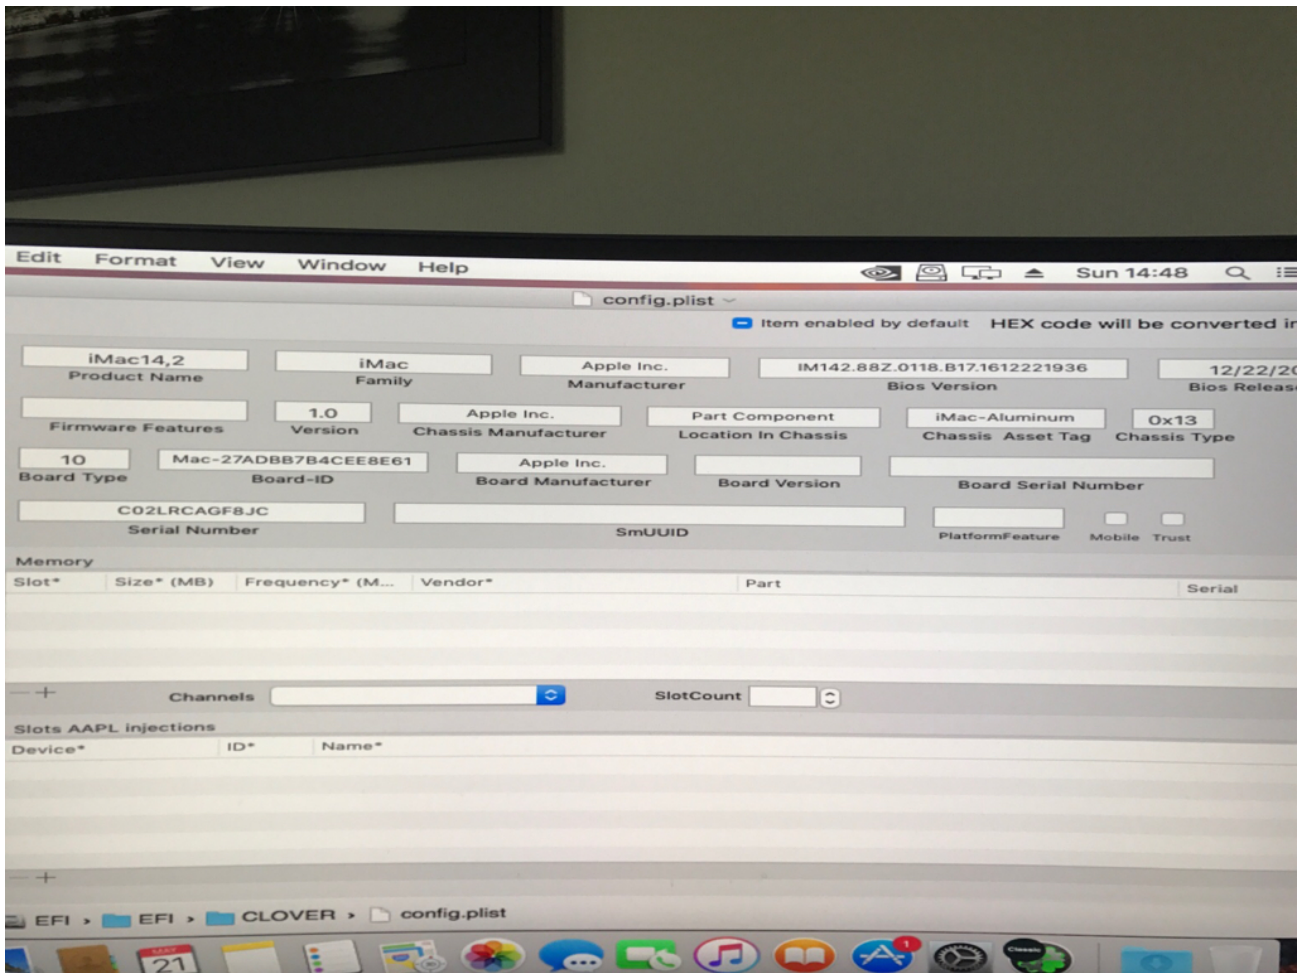 Edit Format View Window Help Sun 14:48
config.plist
Item enabled by default HEX code will be converted in
iMac14,2 iMac Apple Inc. IM142.88Z.0118.B17.1612221936 12/22/20
Product Name Family Manufacturer Bios Version Bios Releas
1.0 Apple Inc. Part Component iMac-Aluminum 0x13
Firmware Features Version Chassis Manufacturer Location In Chassis Chassis Asset Tag Chassis Type
10 Mac-27ADBB7B4CEE8E61 Apple Inc.
Board Type Board-ID Board Manufacturer Board Version Board Serial Number
C02LRCAGF8JC
Serial Number SmUUID PlatformFeature Mobile Trust
Memory
Slot* Size* (MB) Frequency* (M... Vendor* Part Serial
Channels SlotCount
Slots AAPL injections
Device* ID* Name*
EFI › EFI › CLOVER › config.plist
MAY
21
1
Classic